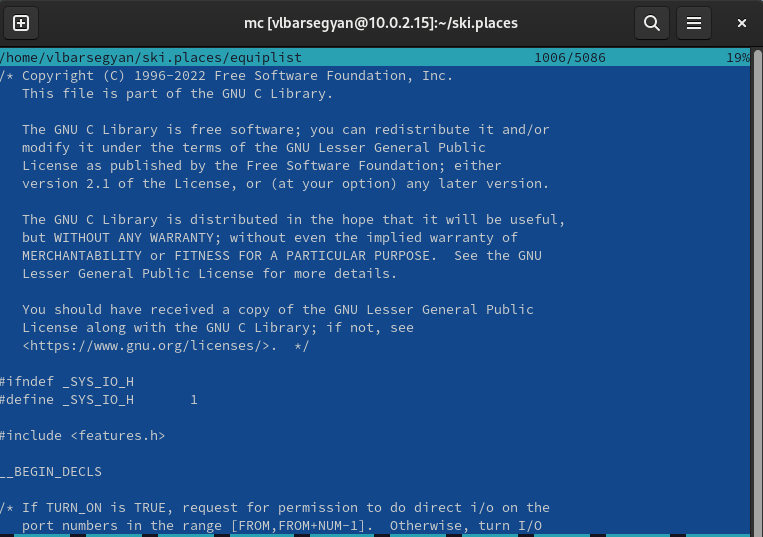 mc [vlbarsegyan@10.0.2.15]:~/ski.places
/home/vlbarsegyan/ski.places/equiplist 1006/5086 19%
/* Copyright (C) 1996-2022 Free Software Foundation, Inc.
This file is part of the GNU C Library.
The GNU C Library is free software; you can redistribute it and/or
modify it under the terms of the GNU Lesser General Public
License as published by the Free Software Foundation; either
version 2.1 of the License, or (at your option) any later version.
The GNU C Library is distributed in the hope that it will be useful,
but WITHOUT ANY WARRANTY; without even the implied warranty of
MERCHANTABILITY or FITNESS FOR A PARTICULAR PURPOSE.  See the GNU
Lesser General Public License for more details.
You should have received a copy of the GNU Lesser General Public
License along with the GNU C Library; if not, see
<https://www.gnu.org/licenses/>.  */
#ifndef _SYS_IO_H
#define _SYS_IO_H       1
#include <features.h>
__BEGIN_DECLS
/* If TURN_ON is TRUE, request for permission to do direct i/o on the
port numbers in the range [FROM,FROM+NUM-1].  Otherwise, turn I/O